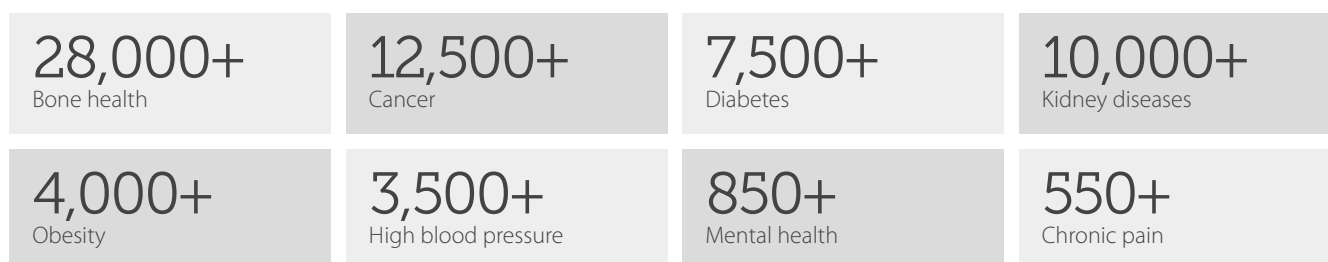 28,000+
Bone health
12,500+
Cancer
7,500+
Diabetes
10,000+
Kidney diseases
4,000+
Obesity
3,500+
High blood pressure
850+
Mental health
550+
Chronic pain